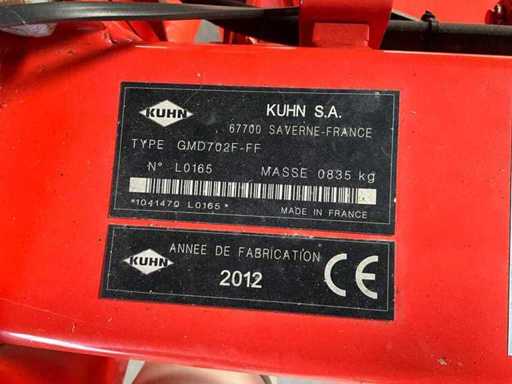 KUHN
KUHN S.A.
67700 SAVERNE-FRANCE
TYPE GMD702F-FF
N° L0165 MASSE 0835 kg
*1041470 L0165*
MADE IN FRANCE
KUHN
ANNEE DE FABRICATION
2012
CE